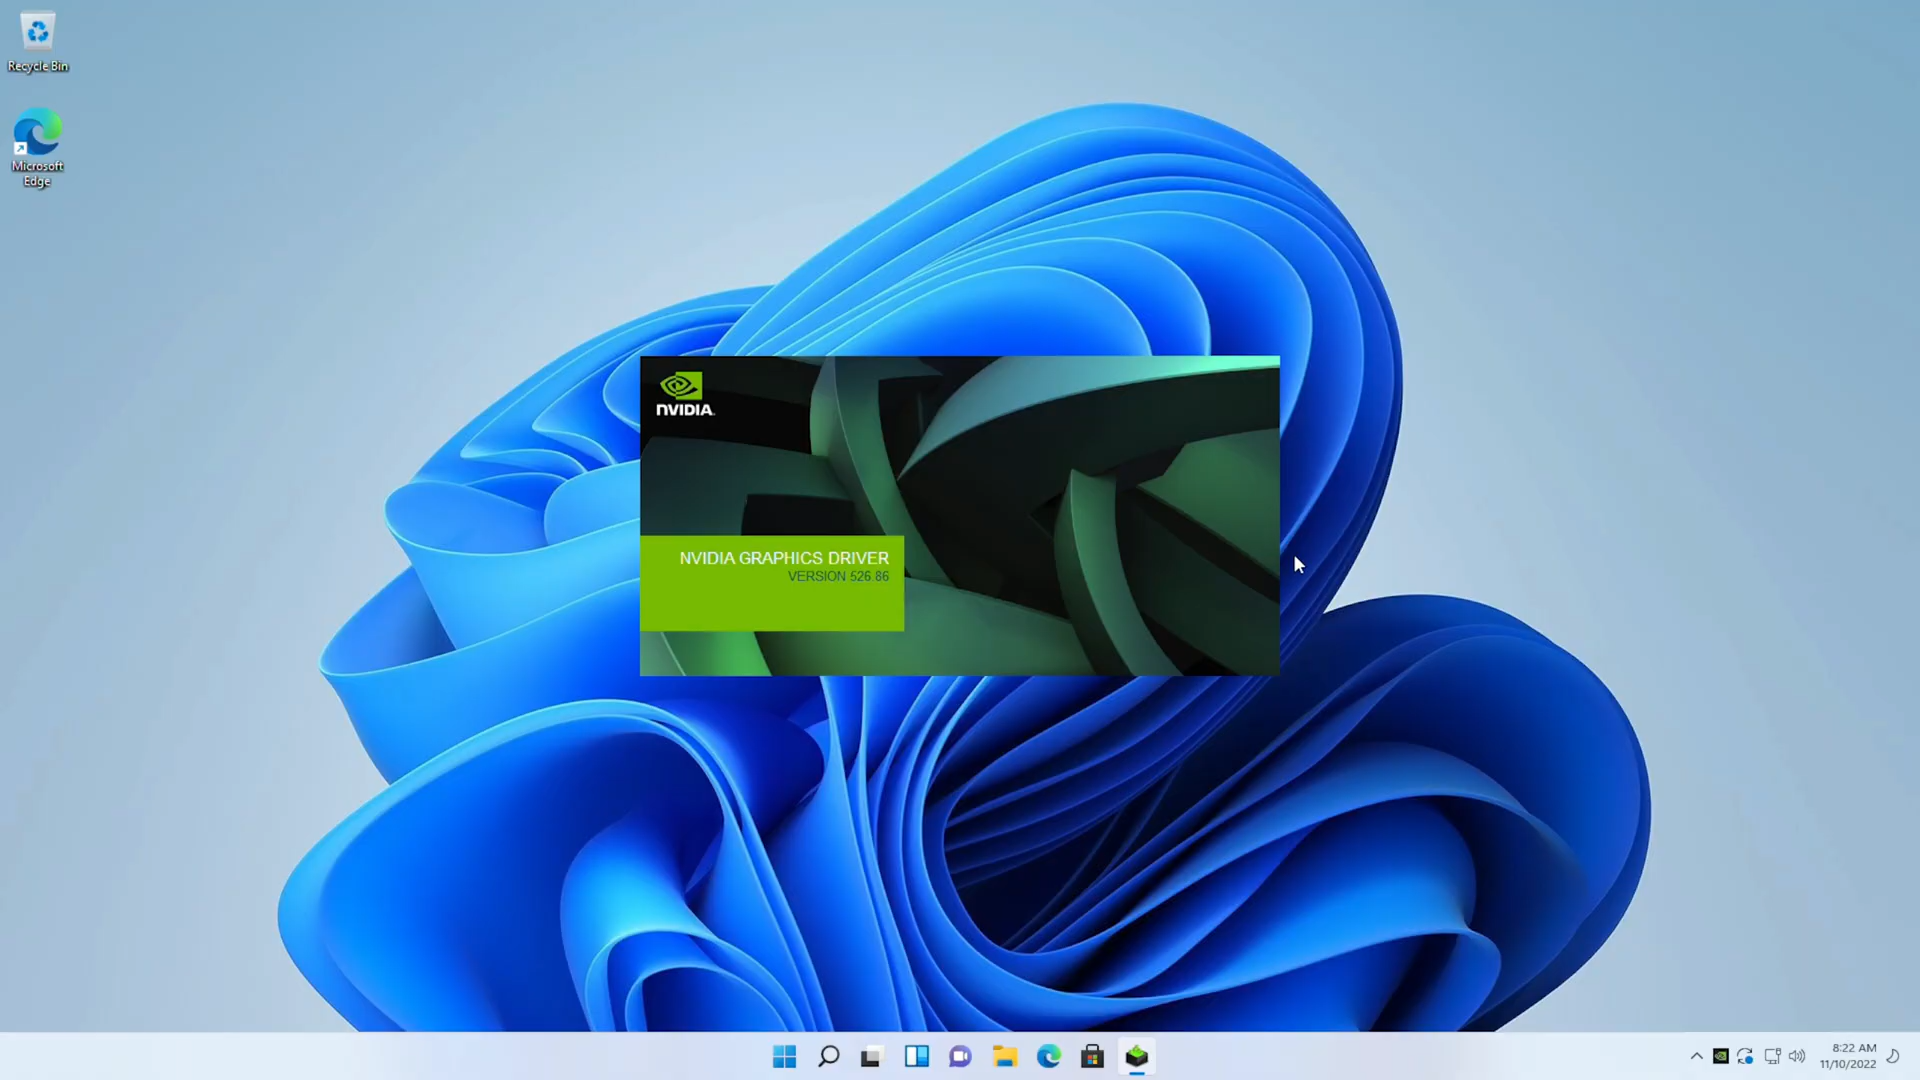 Recycle Bin
Microsoft
Edge
NVIDIA.
NVIDIA GRAPHICS DRIVER
VERSION 526.86
8:22 AM
11/10/2022